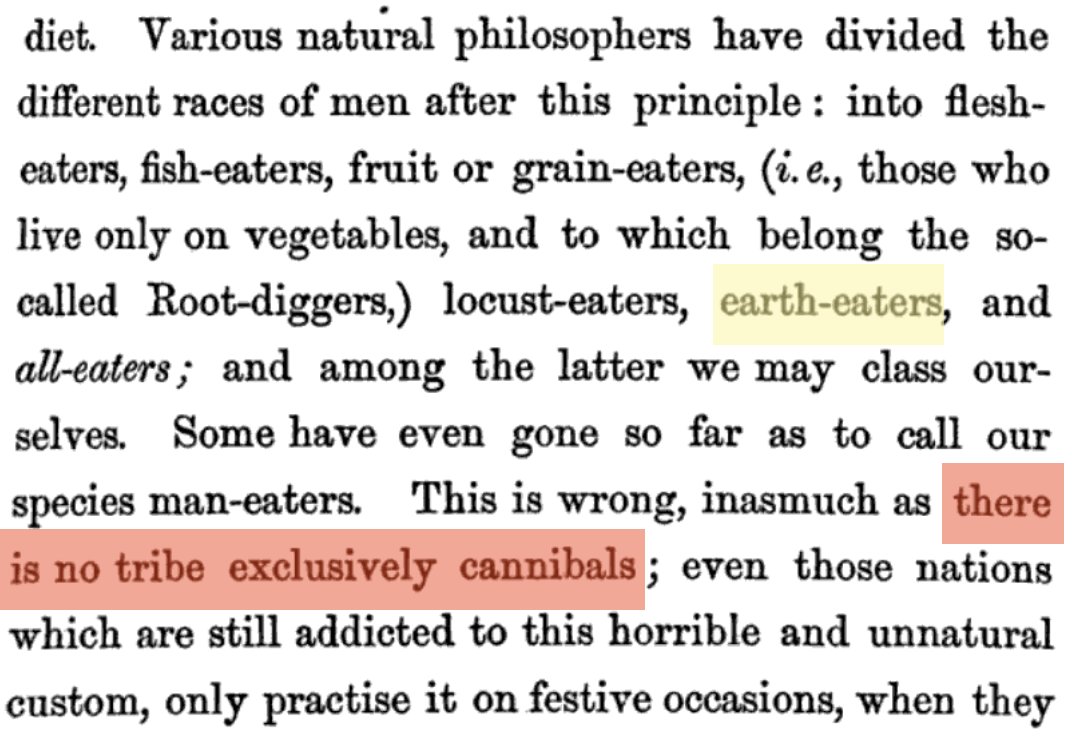 diet. Various natural philosophers have divided the
different races of men after this principle : into flesh-
eaters, fish-eaters, fruit or grain-eaters, (i. e., those who
live only on vegetables, and to which belong the so-
called Root-diggers,) locust-eaters, earth-eaters, and
all-eaters ; and among the latter we may class our-
selves. Some have even gone so far as to call our
species man-eaters. This is wrong, inasmuch as there
is no tribe exclusively cannibals ; even those nations
which are still addicted to this horrible and unnatural
custom, only practise it on festive occasions, when they